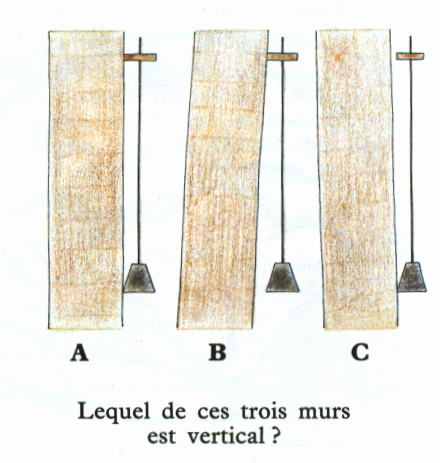 A B C
Lequel de ces trois murs
est vertical ?